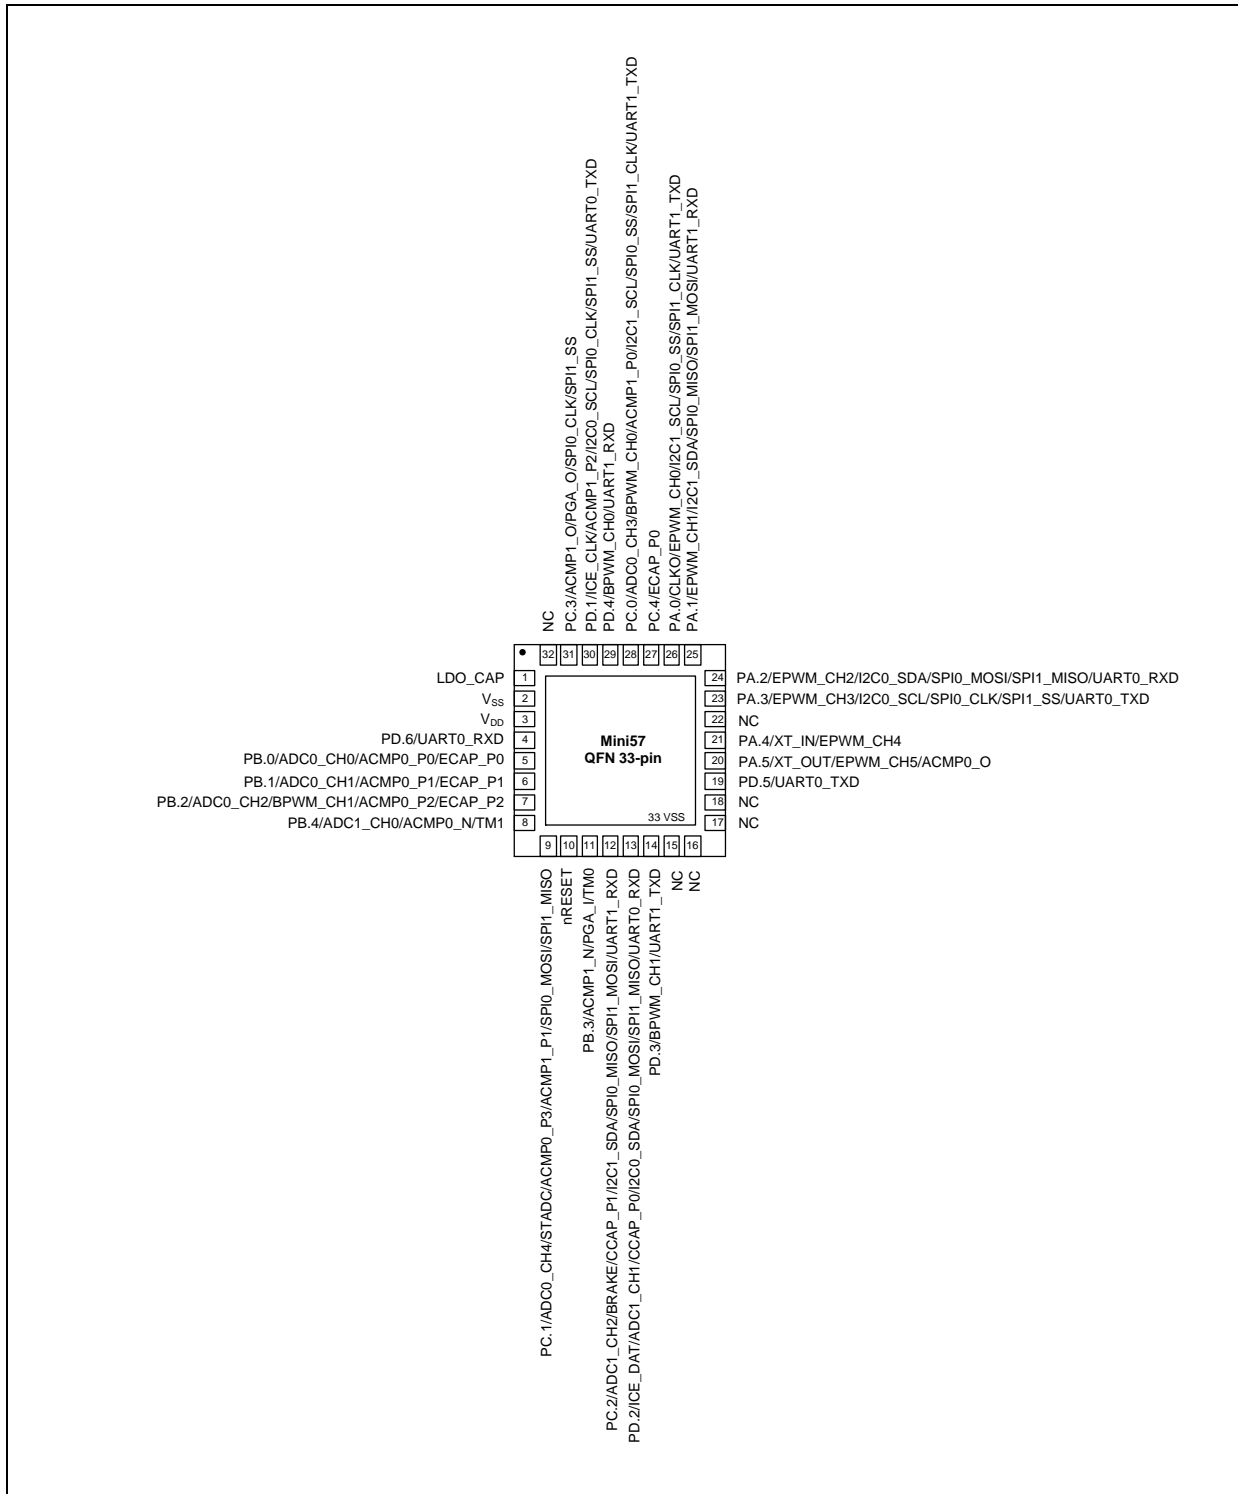 NC
PC.3/ACMP1_O/PGA_O/SPI0_CLK/SPI1_SS
PD.1/ICE_CLK/ACMP1_P2/I2C0_SCL/SPI0_CLK/SPI1_SS/UART0_TXD
PD.4/BPWM_CH0/UART1_RXD
PC.0/ADC0_CH3/BPWM_CH0/ACMP1_P0/I2C1_SCL/SPI0_SS/SPI1_CLK/UART1_TXD
PC.4/ECAP_P0
PA.0/CLKO/EPWM_CH0/I2C1_SCL/SPI0_SS/SPI1_CLK/UART1_TXD
PA.1/EPWM_CH1/I2C1_SDA/SPI0_MISO/SPI1_MOSI/UART1_RXD
32 31 30 29 28 27 26 25
LDO_CAP 1
VSS 2
VDD 3
PD.6/UART0_RXD 4
PB.0/ADC0_CH0/ACMP0_P0/ECAP_P0 5
PB.1/ADC0_CH1/ACMP0_P1/ECAP_P1 6
PB.2/ADC0_CH2/BPWM_CH1/ACMP0_P2/ECAP_P2 7
PB.4/ADC1_CH0/ACMP0_N/TM1 8
Mini57
QFN 33-pin
33 VSS
24 PA.2/EPWM_CH2/I2C0_SDA/SPI0_MOSI/SPI1_MISO/UART0_RXD
23 PA.3/EPWM_CH3/I2C0_SCL/SPI0_CLK/SPI1_SS/UART0_TXD
22 NC
21 PA.4/XT_IN/EPWM_CH4
20 PA.5/XT_OUT/EPWM_CH5/ACMP0_O
19 PD.5/UART0_TXD
18 NC
17 NC
9 10 11 12 13 14 15 16
PC.1/ADC0_CH4/STADC/ACMP0_P3/ACMP1_P1/SPI0_MOSI/SPI1_MISO
nRESET
PB.3/ACMP1_N/PGA_I/TM0
PC.2/ADC1_CH2/BRAKE/CCAP_P1/I2C1_SDA/SPI0_MISO/SPI1_MOSI/UART1_RXD
PD.2/ICE_DAT/ADC1_CH1/CCAP_P0/I2C0_SDA/SPI0_MOSI/SPI1_MISO/UART0_RXD
PD.3/BPWM_CH1/UART1_TXD
NC
NC